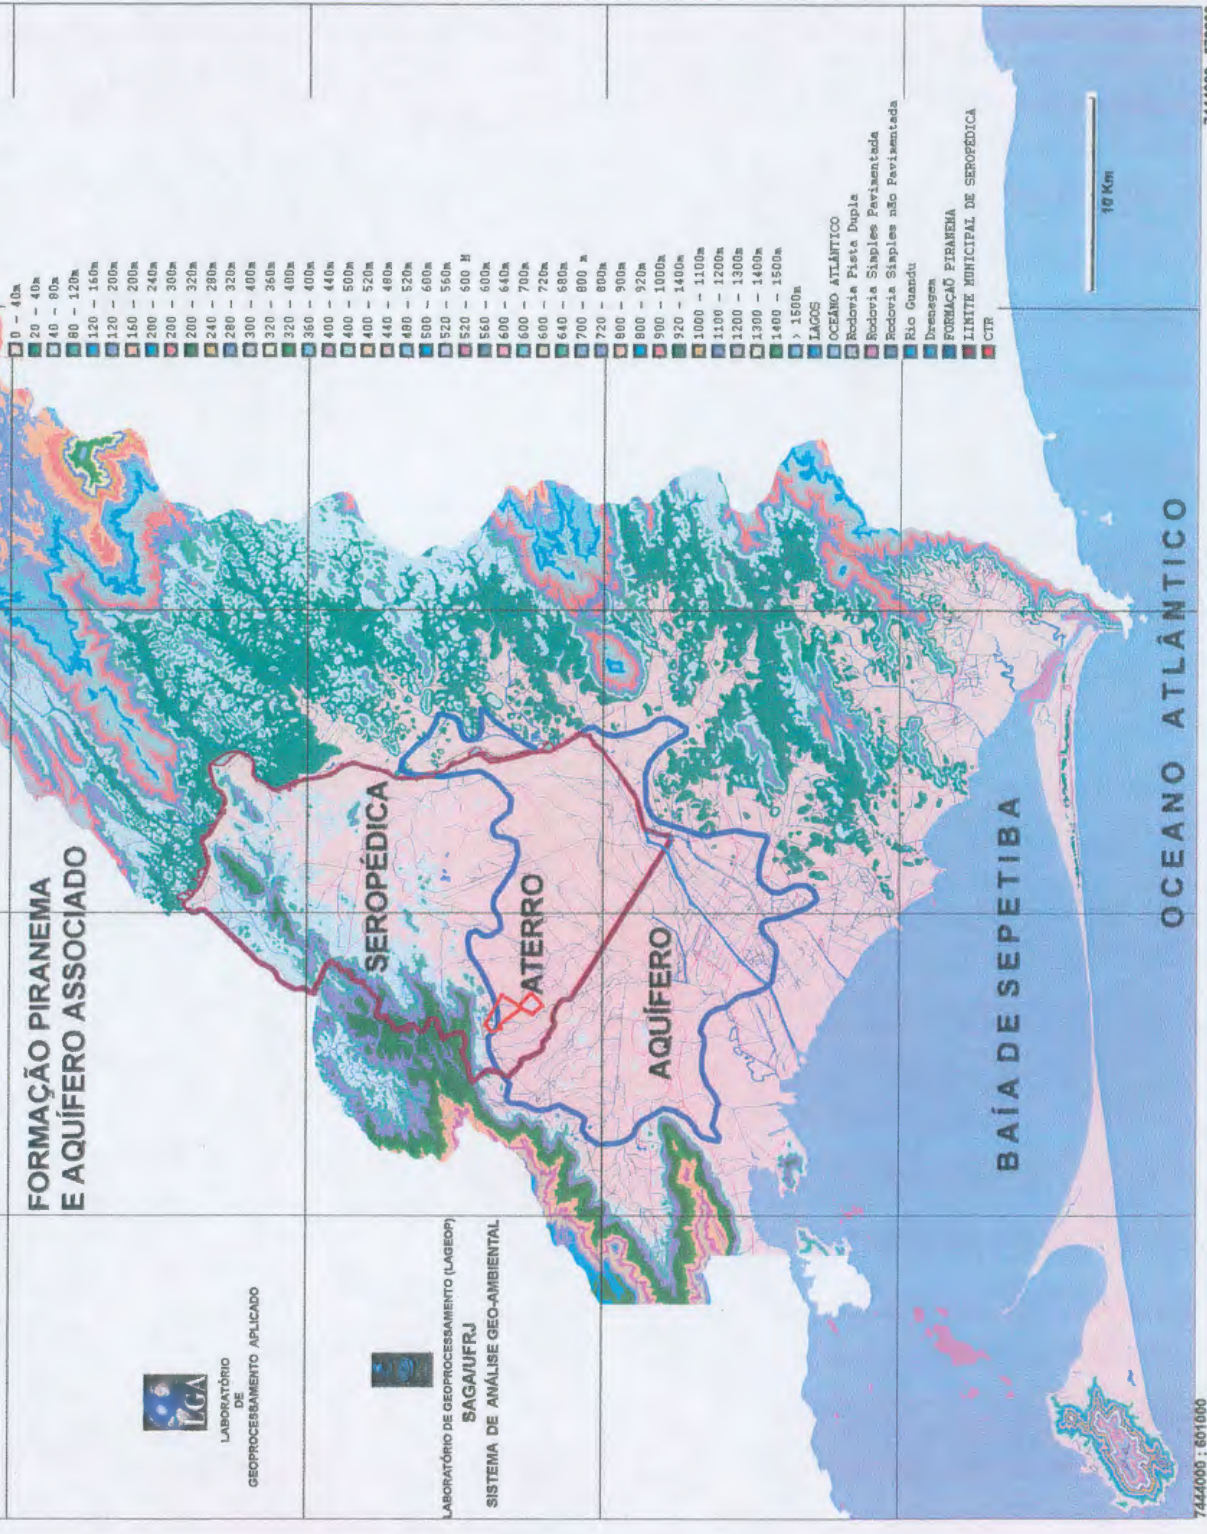 FORMAÇÃO PIRANEMA
E AQUÍFERO ASSOCIADO
LGA
LABORATÓRIO
DE
GEOPROCESSAMENTO APLICADO
LABORATÓRIO DE GEOPROCESSAMENTO (LAGEOP)
SAGA/UFRJ
SISTEMA DE ANÁLISE GEO-AMBIENTAL
SEROPÉDICA
ATERRO
AQUÍFERO
BAÍA DE SEPETIBA
OCEANO ATLÂNTICO
0 - 40m
20 - 40m
40 - 80m
80 - 120m
120 - 160m
120 - 200m
160 - 200m
200 - 240m
200 - 300m
200 - 320m
240 - 280m
280 - 320m
300 - 400m
320 - 360m
320 - 400m
360 - 400m
400 - 440m
400 - 500m
400 - 520m
440 - 480m
480 - 520m
500 - 600m
520 - 560m
520 - 600 M
560 - 600m
600 - 640m
600 - 700m
600 - 720m
640 - 680m
700 - 800 m
720 - 800m
800 - 900m
800 - 920m
900 - 1000m
920 - 1400m
1000 - 1100m
1100 - 1200m
1200 - 1300m
1300 - 1400m
1400 - 1500m
> 1500m
LAGOS
OCEÂNO ATLÂNTICO
Rodovia Pista Dupla
Rodovia Simples Pavimentada
Rodovia Simples não Pavimentada
Rio Guandu
Drenagem
FORMAÇÃO PIRANEMA
LIMITE MUNICIPAL DE SEROPÉDICA
CTR
10 Km
7444000 : 601000